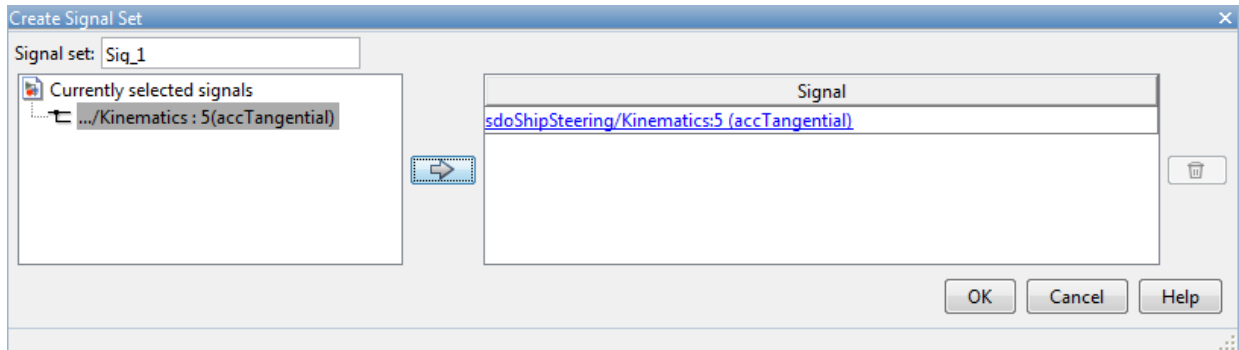 Create Signal Set
Signal set: Sig_1
Currently selected signals
.../Kinematics : 5(accTangential)
Signal
sdoShipSteering/Kinematics:5 (accTangential)
OK Cancel Help